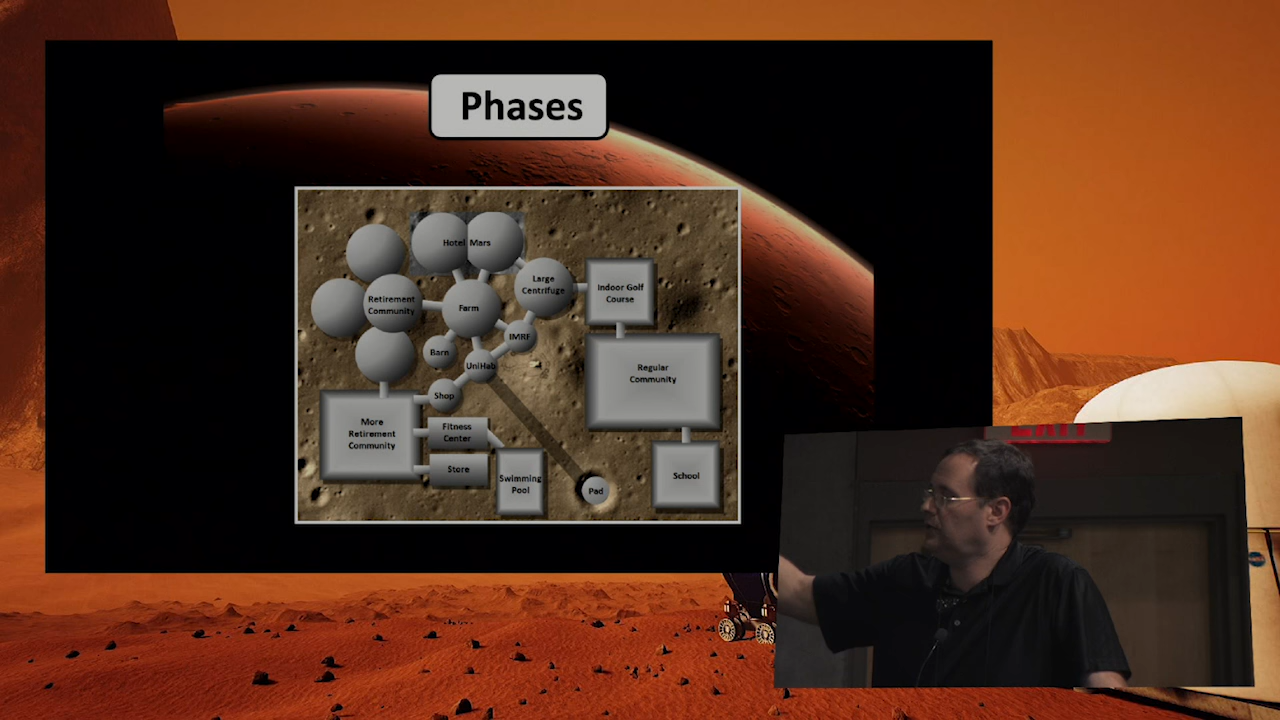 Phases
Hotel Mars
Large
Centrifuge
Indoor Golf
Course
Retirement
Community
Farm
IMRF
Barn
UniHab
Regular
Community
Shop
More
Retirement
Community
Fitness
Center
Store
Swimming
Pool
Pad
School
EXIT